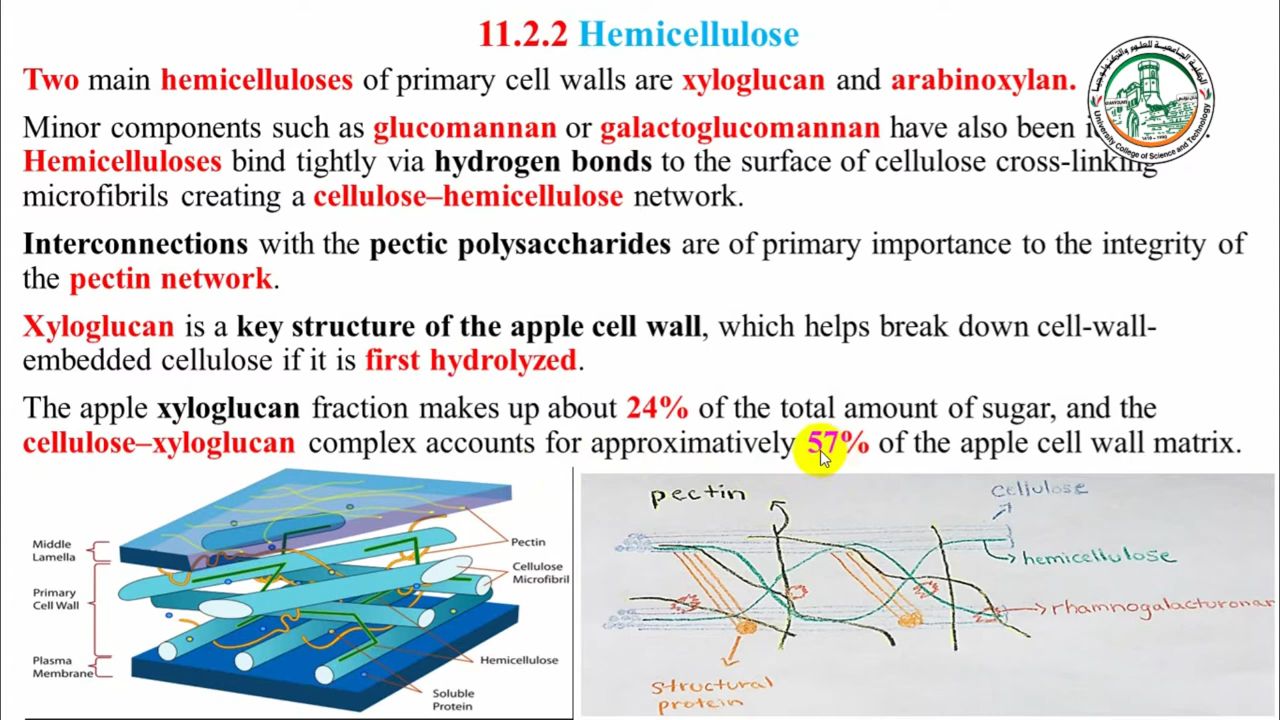 11.2.2 Hemicellulose
Two main hemicelluloses of primary cell walls are xyloglucan and arabinoxylan.
Minor components such as glucomannan or galactoglucomannan have also been
Hemicelluloses bind tightly via hydrogen bonds to the surface of cellulose cross-linking
microfibrils creating a cellulose–hemicellulose network.
Interconnections with the pectic polysaccharides are of primary importance to the integrity of
the pectin network.
Xyloglucan is a key structure of the apple cell wall, which helps break down cell-wall-
embedded cellulose if it is first hydrolyzed.
The apple xyloglucan fraction makes up about 24% of the total amount of sugar, and the
cellulose–xyloglucan complex accounts for approximatively 57% of the apple cell wall matrix.
University College of Science and Technology
Middle
Lamella
Primary
Cell Wall
Plasma
Membrane
Pectin
Cellulose
Microfibril
Hemicellulose
Soluble
Protein
pectin
cellulose
hemicellulose
rhamnogalacturonan
structural
protein